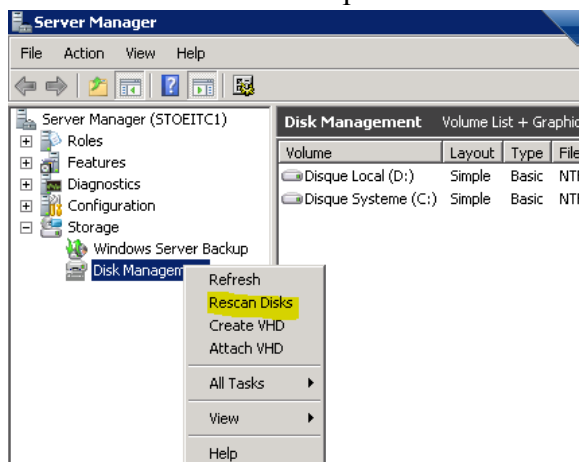 Server Manager
File Action View Help
Server Manager (STOEITC1)
Roles
Features
Diagnostics
Configuration
Storage
Windows Server Backup
Disk Managem
Disk Management Volume List + Graphic
Volume Layout Type File
Disque Local (D:) Simple Basic NTF
Disque Systeme (C:) Simple Basic NTF
Refresh
Rescan Disks
Create VHD
Attach VHD
All Tasks
View
Help